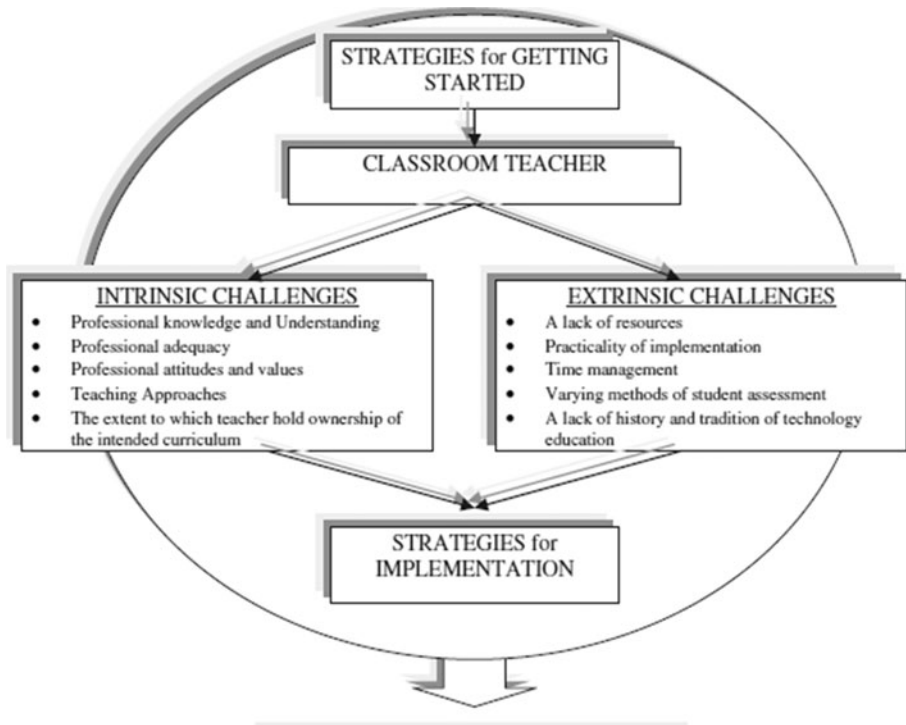 STRATEGIES for GETTING
STARTED
CLASSROOM TEACHER
INTRINSIC CHALLENGES
• Professional knowledge and Understanding
• Professional adequacy
• Professional attitudes and values
• Teaching Approaches
• The extent to which teacher hold ownership of
the intended curriculum
EXTRINSIC CHALLENGES
• A lack of resources
• Practicality of implementation
• Time management
• Varying methods of student assessment
• A lack of history and tradition of technology
education
STRATEGIES for
IMPLEMENTATION